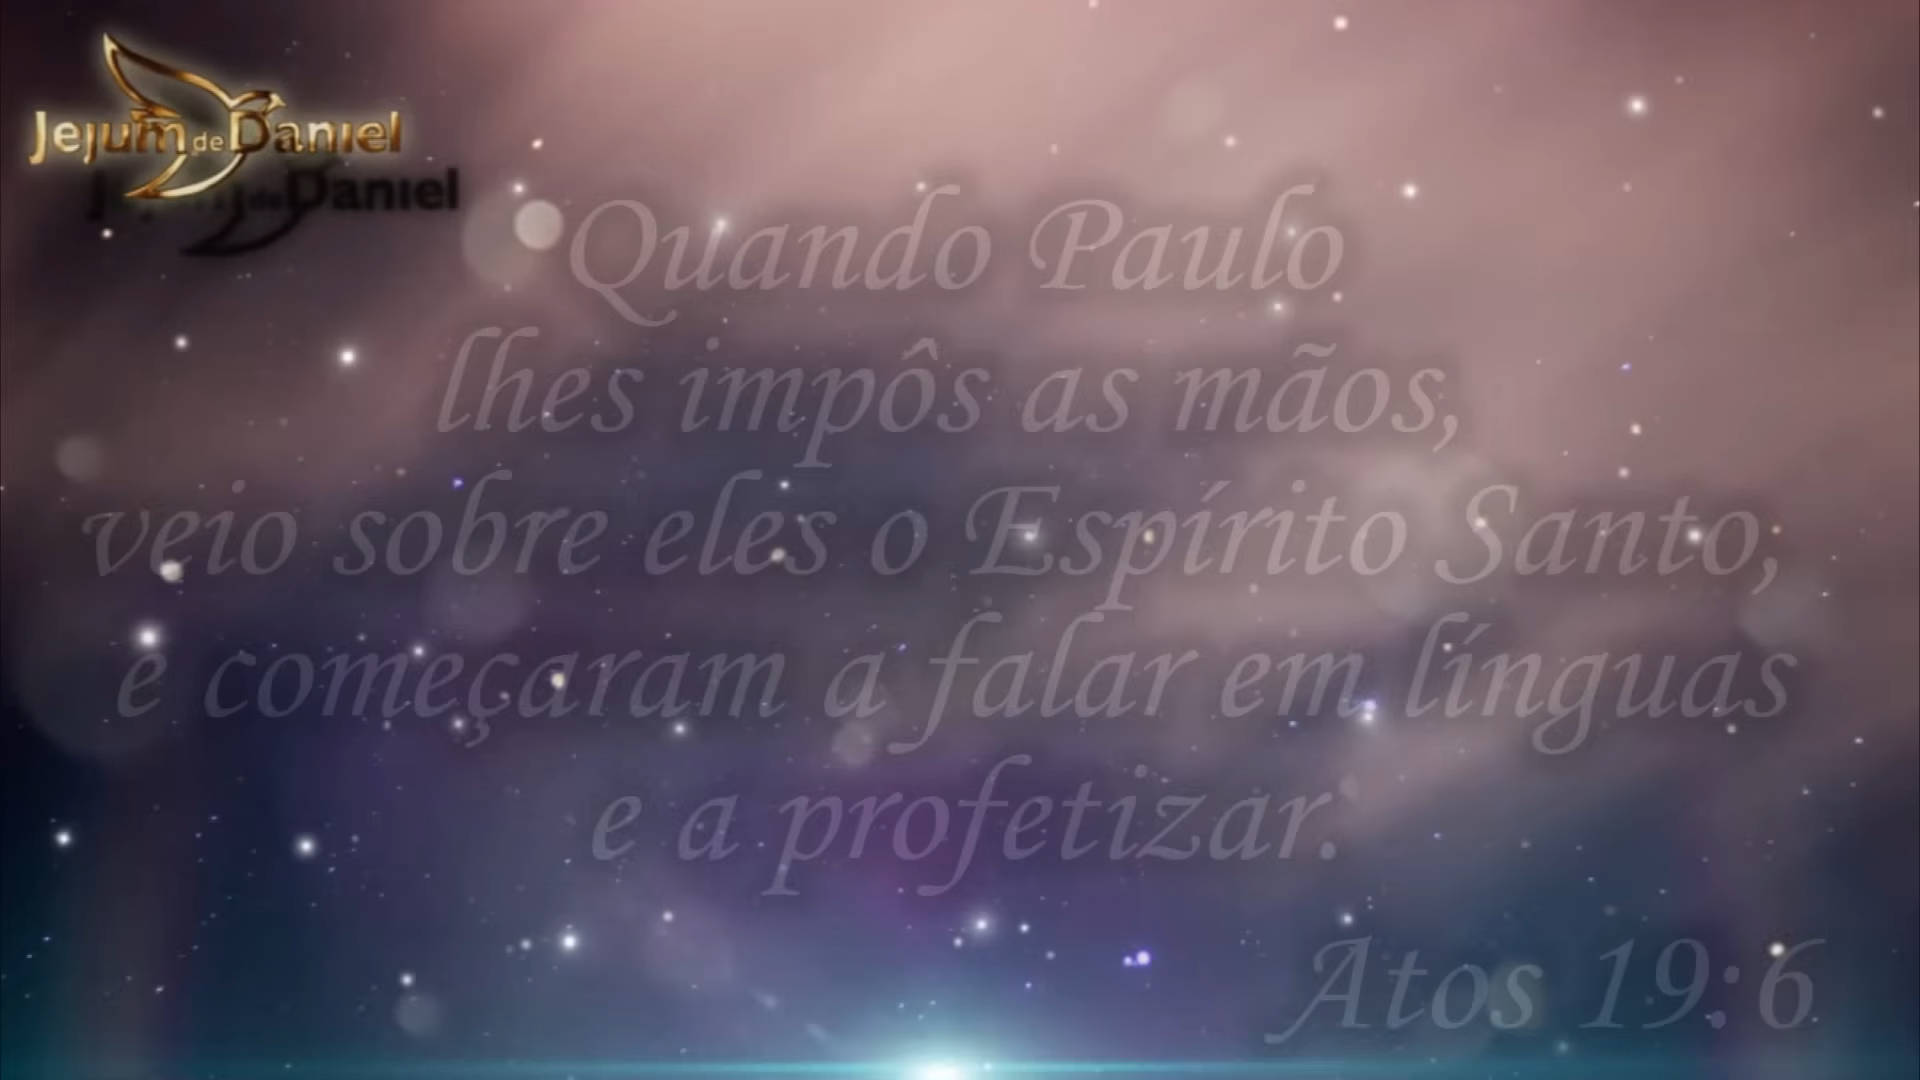 Jejum de Daniel
Quando Paulo
lhes impôs as mãos,
veio sobre eles o Espírito Santo,
e começaram a falar em línguas
e a profetizar.
Atos 19:6